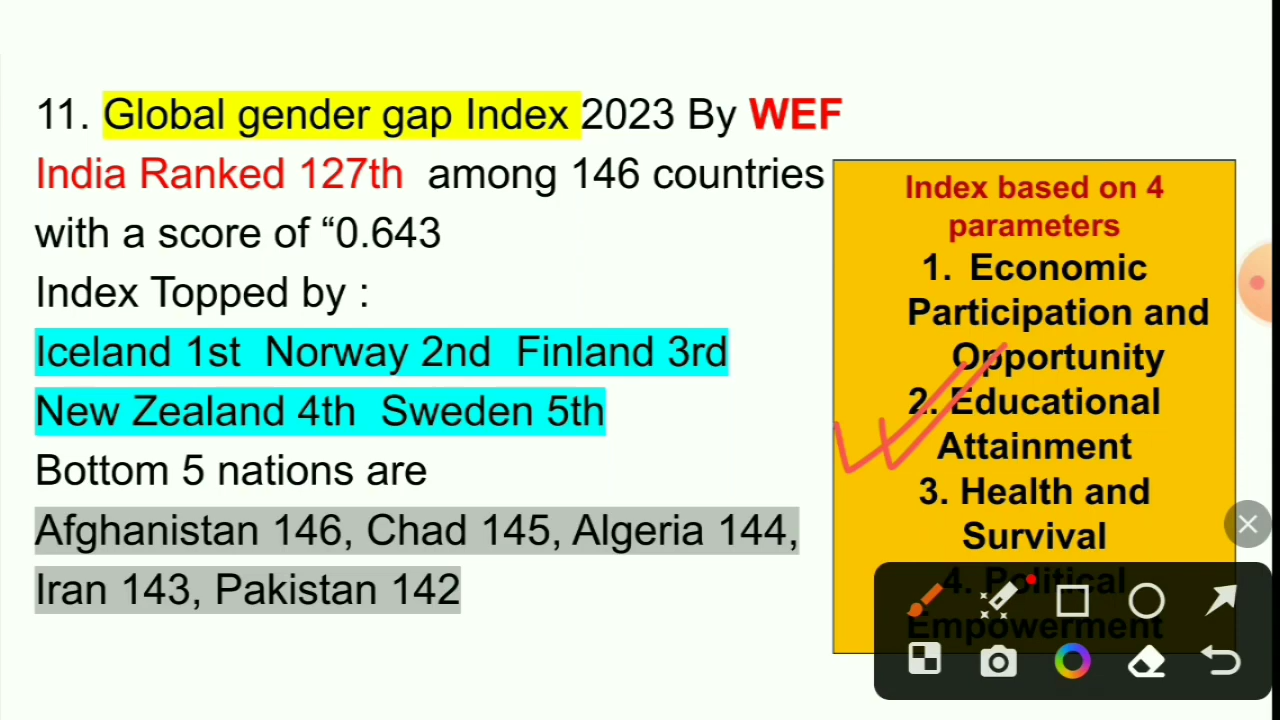 11. Global gender gap Index 2023 By WEF
India Ranked 127th among 146 countries
with a score of “0.643
Index Topped by :
Iceland 1st Norway 2nd Finland 3rd
New Zealand 4th Sweden 5th
Bottom 5 nations are
Afghanistan 146, Chad 145, Algeria 144,
Iran 143, Pakistan 142
Index based on 4
parameters
1. Economic
Participation and
Opportunity
2. Educational
Attainment
3. Health and
Survival
4. Political
Empowerment